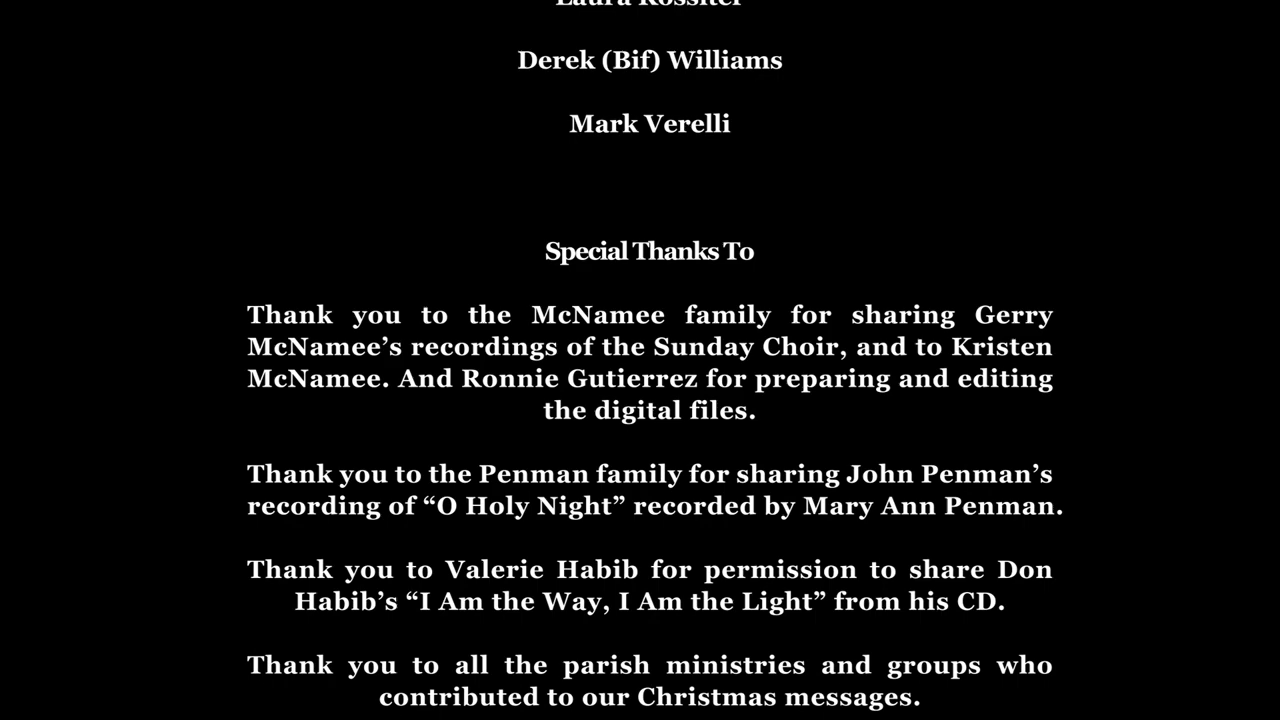 Laura Rossiter
Derek (Bif) Williams
Mark Verelli
Special Thanks To
Thank you to the McNamee family for sharing Gerry
McNamee’s recordings of the Sunday Choir, and to Kristen
McNamee. And Ronnie Gutierrez for preparing and editing
the digital files.
Thank you to the Penman family for sharing John Penman’s
recording of “O Holy Night” recorded by Mary Ann Penman.
Thank you to Valerie Habib for permission to share Don
Habib’s “I Am the Way, I Am the Light” from his CD.
Thank you to all the parish ministries and groups who
contributed to our Christmas messages.